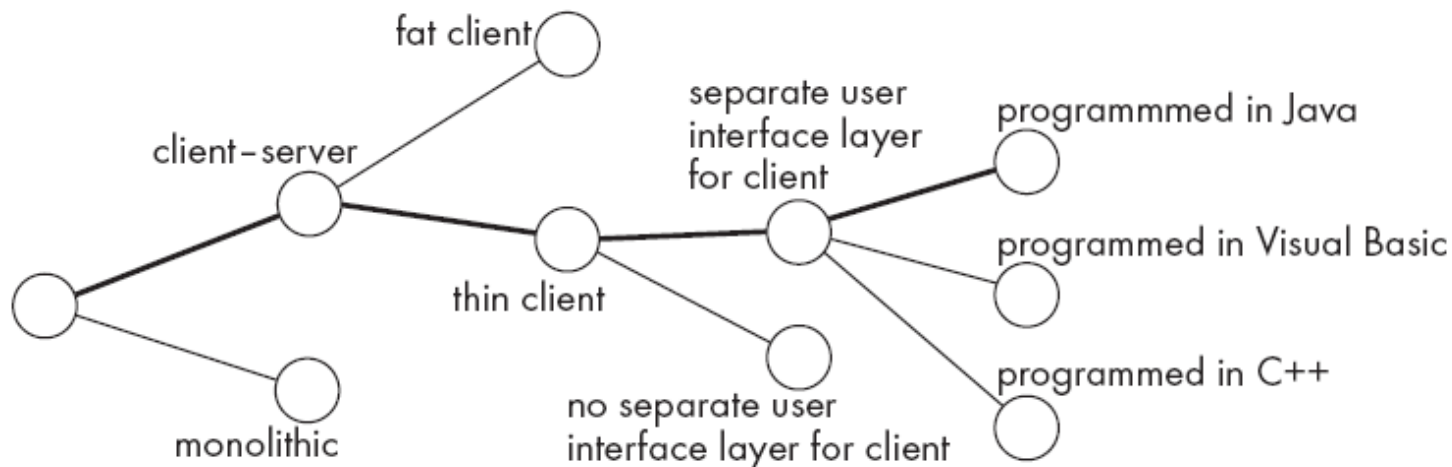 fat client
client–server
separate user
interface layer
for client
programmmed in Java
programmed in Visual Basic
thin client
programmed in C++
no separate user
interface layer for client
monolithic